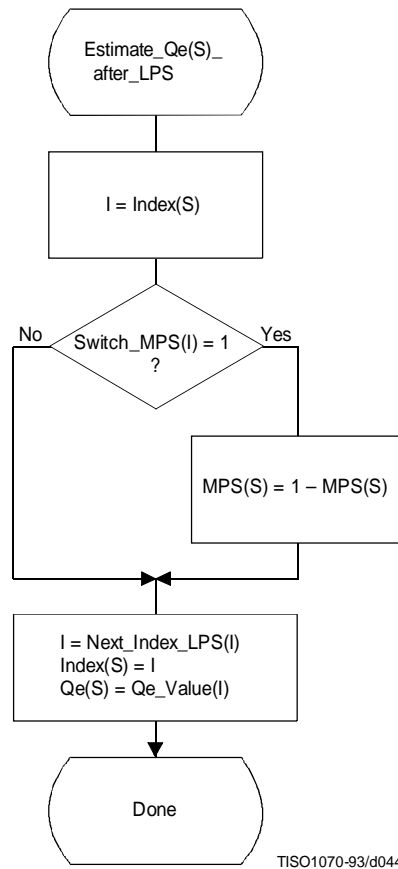 Estimate_Qe(S)_
after_LPS
I = Index(S)
No
Switch_MPS(I) = 1
?
Yes
MPS(S) = 1 – MPS(S)
I = Next_Index_LPS(I)
Index(S) = I
Qe(S) = Qe_Value(I)
Done
TISO1070-93/d044